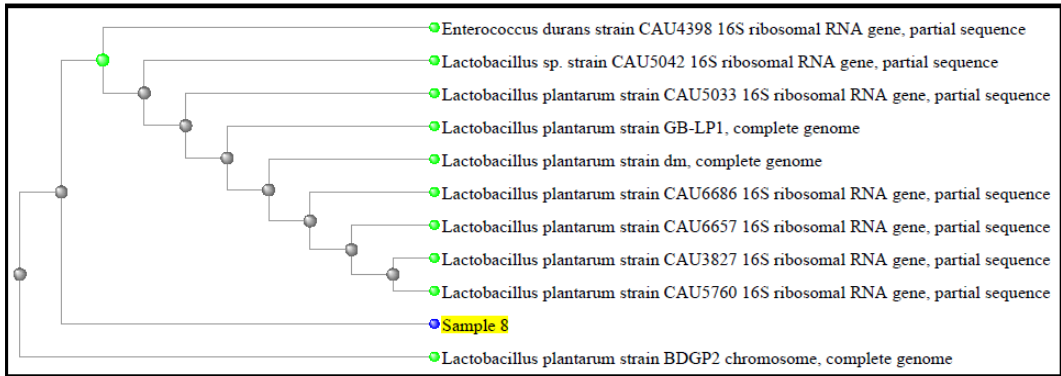 Enterococcus durans strain CAU4398 16S ribosomal RNA gene, partial sequence
Lactobacillus sp. strain CAU5042 16S ribosomal RNA gene, partial sequence
Lactobacillus plantarum strain CAU5033 16S ribosomal RNA gene, partial sequence
Lactobacillus plantarum strain GB-LP1, complete genome
Lactobacillus plantarum strain dm, complete genome
Lactobacillus plantarum strain CAU6686 16S ribosomal RNA gene, partial sequence
Lactobacillus plantarum strain CAU6657 16S ribosomal RNA gene, partial sequence
Lactobacillus plantarum strain CAU3827 16S ribosomal RNA gene, partial sequence
Lactobacillus plantarum strain CAU5760 16S ribosomal RNA gene, partial sequence
Sample 8
Lactobacillus plantarum strain BDGP2 chromosome, complete genome